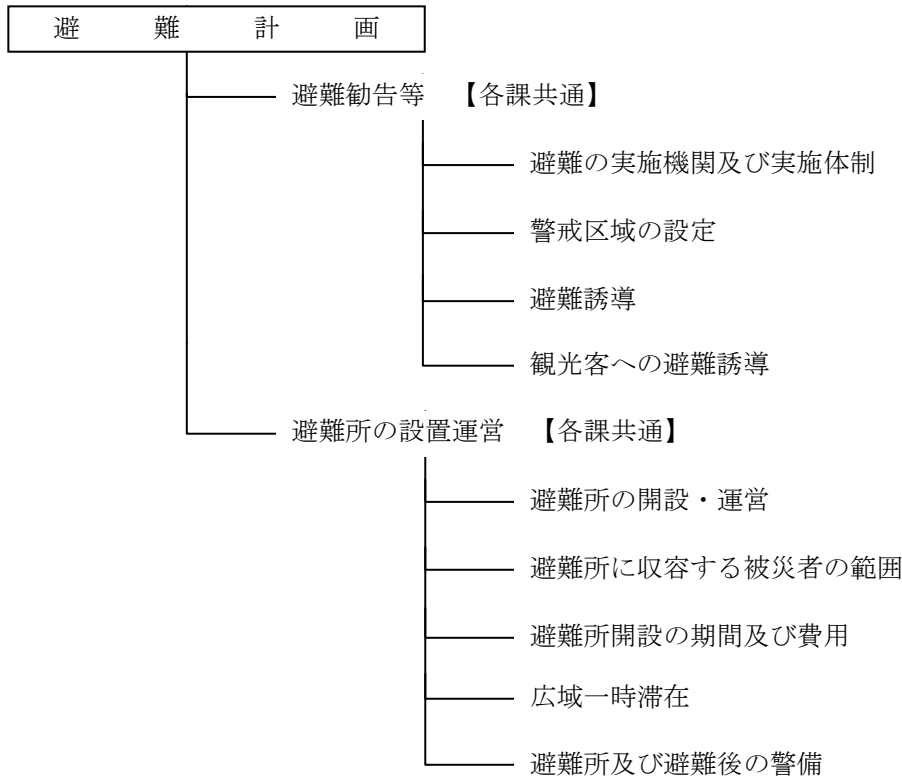 避難計画
避難勧告等 【各課共通】
避難の実施機関及び実施体制
警戒区域の設定
避難誘導
観光客への避難誘導
避難所の設置運営 【各課共通】
避難所の開設・運営
避難所に収容する被災者の範囲
避難所開設の期間及び費用
広域一時滞在
避難所及び避難後の警備